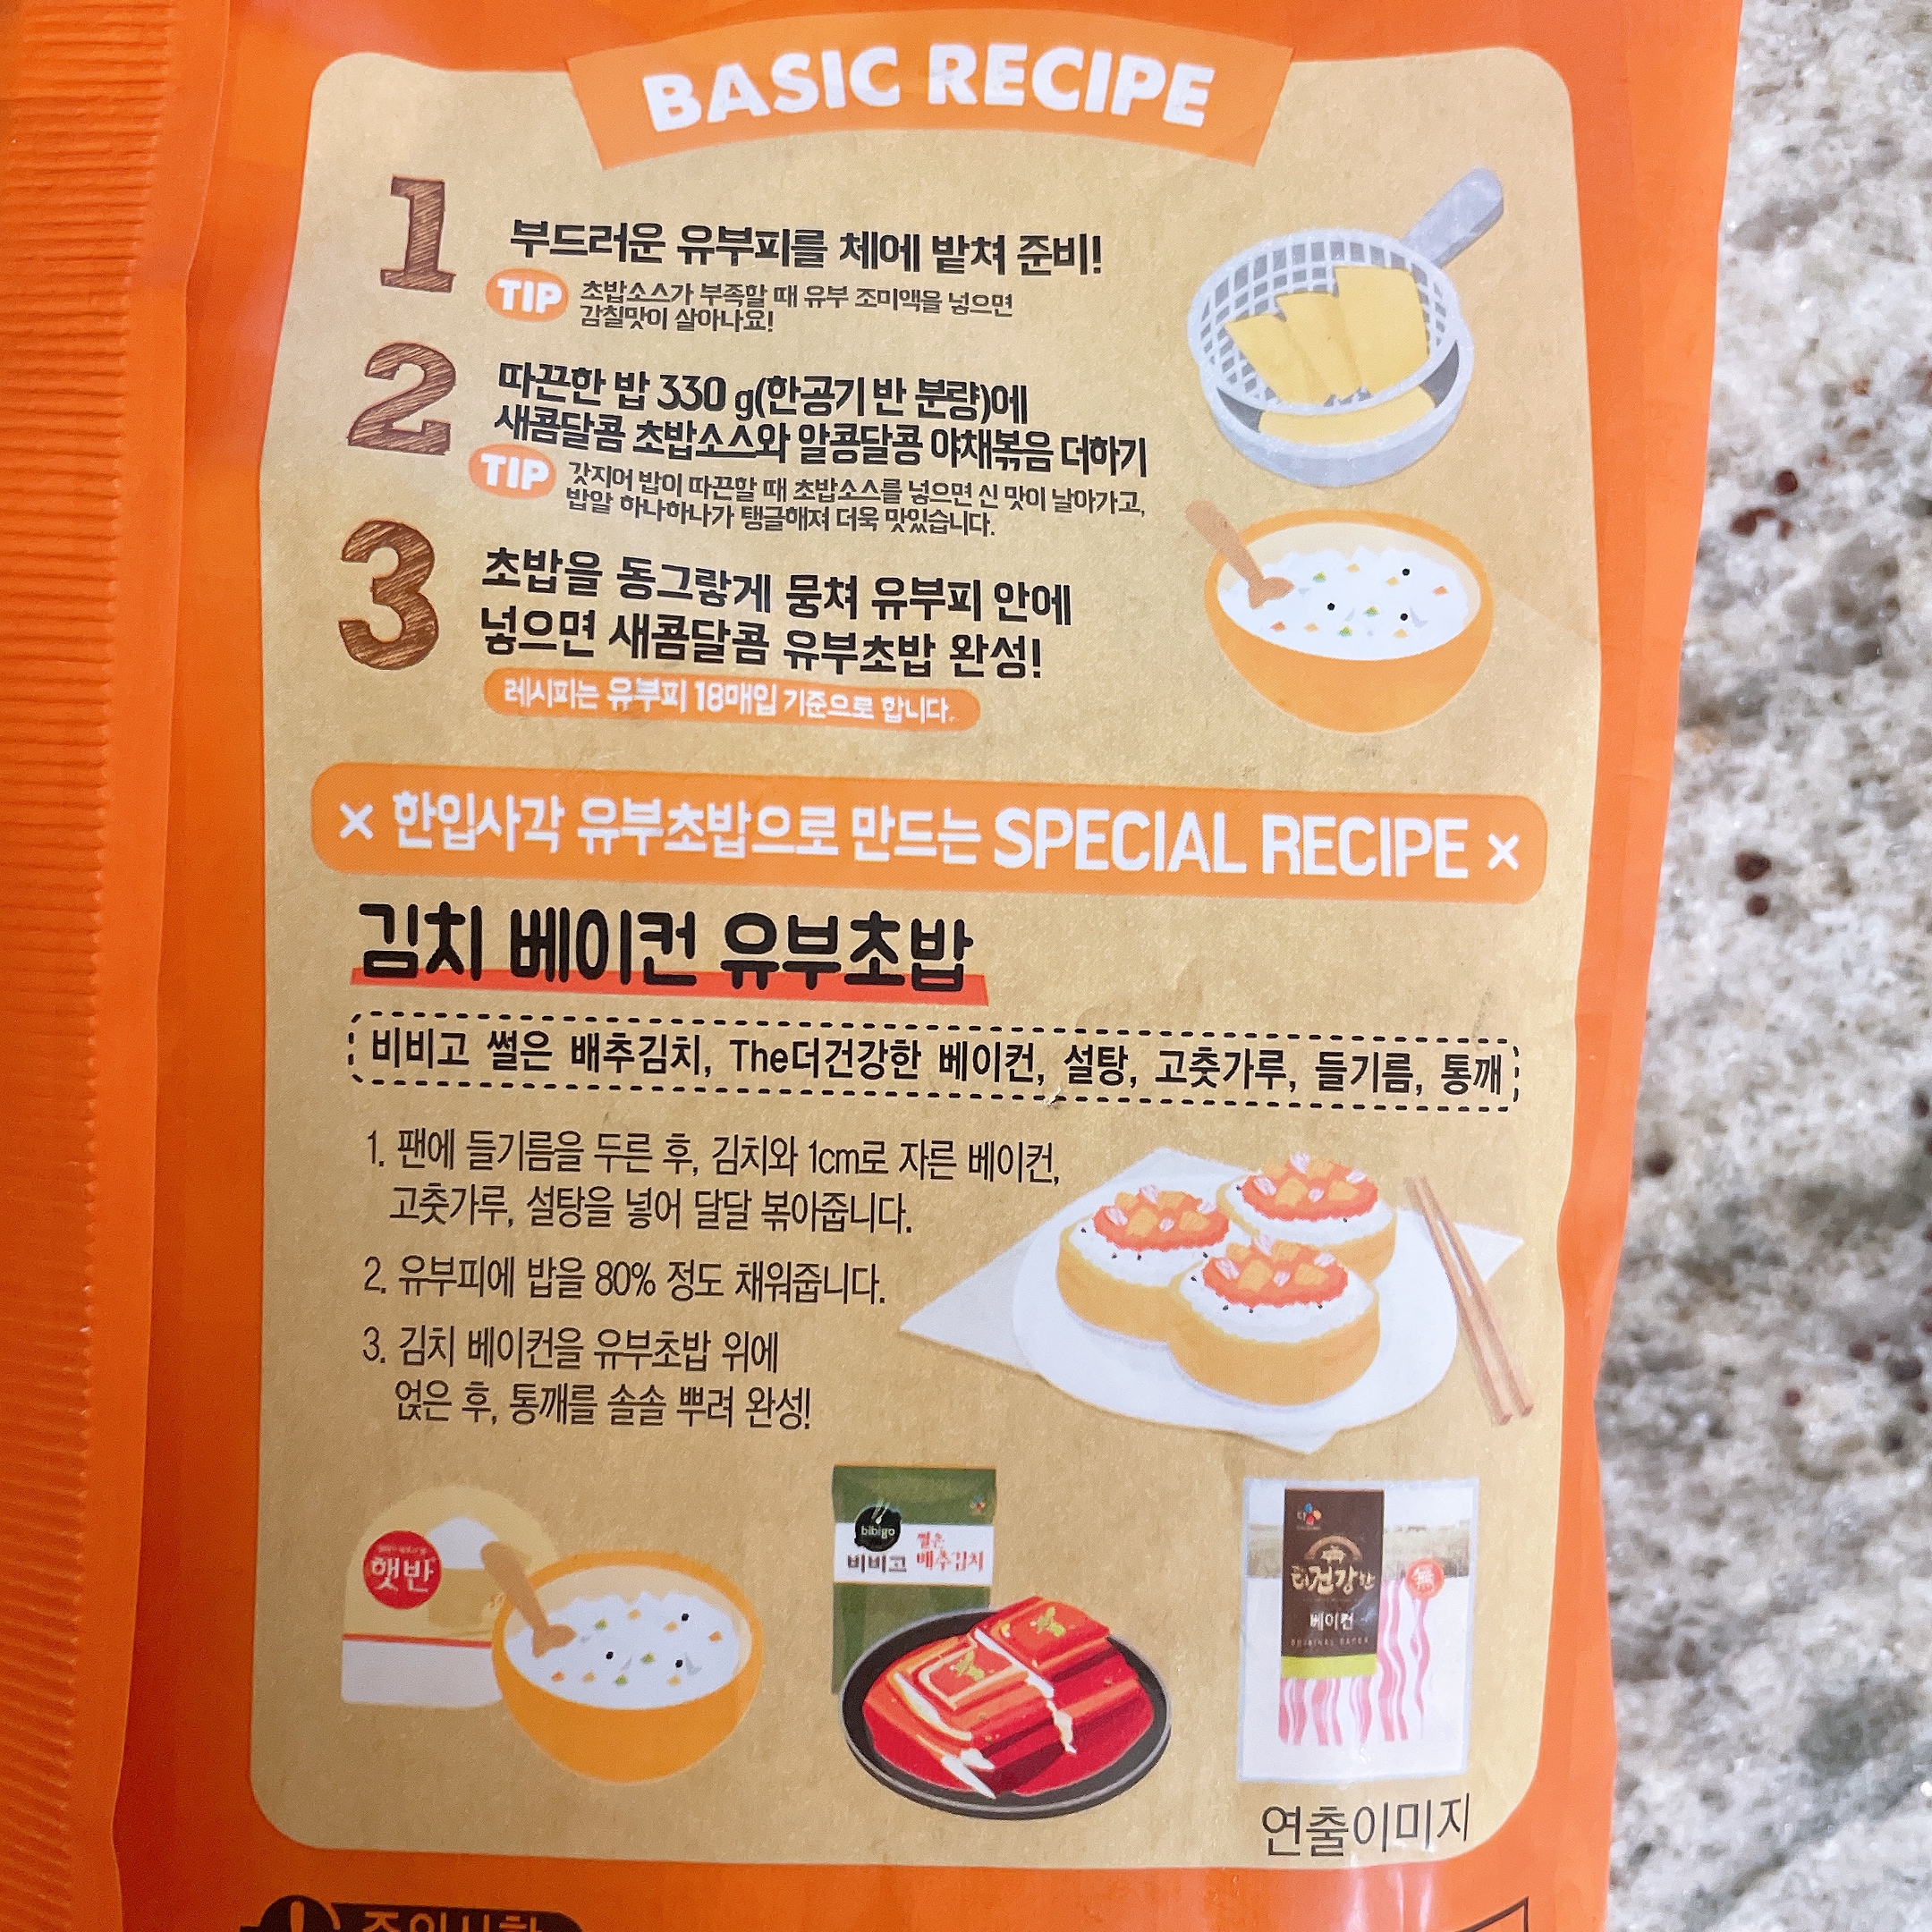 BASIC RECIPE
1
부드러운 유부피를 체에 밭쳐 준비!
TIP 초밥소스가 부족할 때 유부 조미액을 넣으면
감칠맛이 살아나요!
2
따끈한 밥 330 g(한공기 반 분량)에
새콤달콤 초밥소스와 알콩달콩 야채볶음 더하기
TIP 갓지어 밥이 따끈할 때 초밥소스를 넣으면 신 맛이 날아가고,
밥알 하나하나가 탱글해져 더욱 맛있습니다.
3
초밥을 동그랗게 뭉쳐 유부피 안에
넣으면 새콤달콤 유부초밥 완성!
레시피는 유부피 18매입 기준으로 합니다.
× 한입사각 유부초밥으로 만드는 SPECIAL RECIPE ×
김치 베이컨 유부초밥
비비고 썰은 배추김치, The더건강한 베이컨, 설탕, 고춧가루, 들기름, 통깨
1. 팬에 들기름을 두른 후, 김치와 1cm로 자른 베이컨,
고춧가루, 설탕을 넣어 달달 볶아줍니다.
2. 유부피에 밥을 80% 정도 채워줍니다.
3. 김치 베이컨을 유부초밥 위에
얹은 후, 통깨를 솔솔 뿌려 완성!
햇반
bibigo
비비고
썰은
배추김치
더건강한
베이컨
無
연출이미지
주의사항